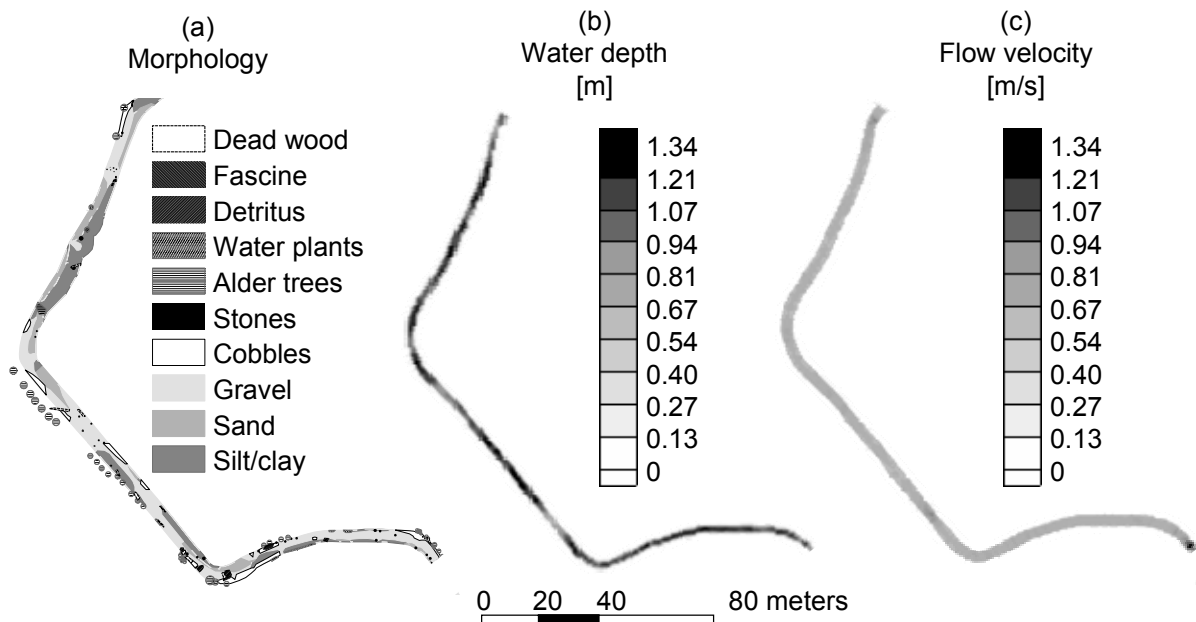 (a)
Morphology
Dead wood
Fascine
Detritus
Water plants
Alder trees
Stones
Cobbles
Gravel
Sand
Silt/clay
(b)
Water depth
[m]
1.34
1.21
1.07
0.94
0.81
0.67
0.54
0.40
0.27
0.13
0
(c)
Flow velocity
[m/s]
1.34
1.21
1.07
0.94
0.81
0.67
0.54
0.40
0.27
0.13
0
0 20 40 80 meters